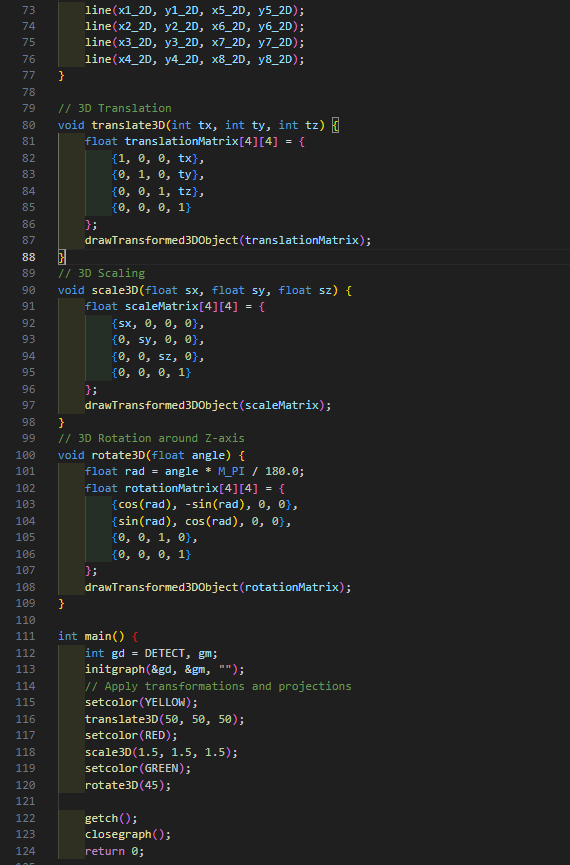 73 line(x1_2D, y1_2D, x5_2D, y5_2D);
74 line(x2_2D, y2_2D, x6_2D, y6_2D);
75 line(x3_2D, y3_2D, x7_2D, y7_2D);
76 line(x4_2D, y4_2D, x8_2D, y8_2D);
77 }
78
79 // 3D Translation
80 void translate3D(int tx, int ty, int tz) {
81 float translationMatrix[4][4] = {
82 {1, 0, 0, tx},
83 {0, 1, 0, ty},
84 {0, 0, 1, tz},
85 {0, 0, 0, 1}
86 };
87 drawTransformed3DObject(translationMatrix);
88 }
89 // 3D Scaling
90 void scale3D(float sx, float sy, float sz) {
91 float scaleMatrix[4][4] = {
92 {sx, 0, 0, 0},
93 {0, sy, 0, 0},
94 {0, 0, sz, 0},
95 {0, 0, 0, 1}
96 };
97 drawTransformed3DObject(scaleMatrix);
98 }
99 // 3D Rotation around Z-axis
100 void rotate3D(float angle) {
101 float rad = angle * M_PI / 180.0;
102 float rotationMatrix[4][4] = {
103 {cos(rad), -sin(rad), 0, 0},
104 {sin(rad), cos(rad), 0, 0},
105 {0, 0, 1, 0},
106 {0, 0, 0, 1}
107 };
108 drawTransformed3DObject(rotationMatrix);
109 }
110
111 int main() {
112 int gd = DETECT, gm;
113 initgraph(&gd, &gm, "");
114 // Apply transformations and projections
115 setcolor(YELLOW);
116 translate3D(50, 50, 50);
117 setcolor(RED);
118 scale3D(1.5, 1.5, 1.5);
119 setcolor(GREEN);
120 rotate3D(45);
121
122 getch();
123 closegraph();
124 return 0;